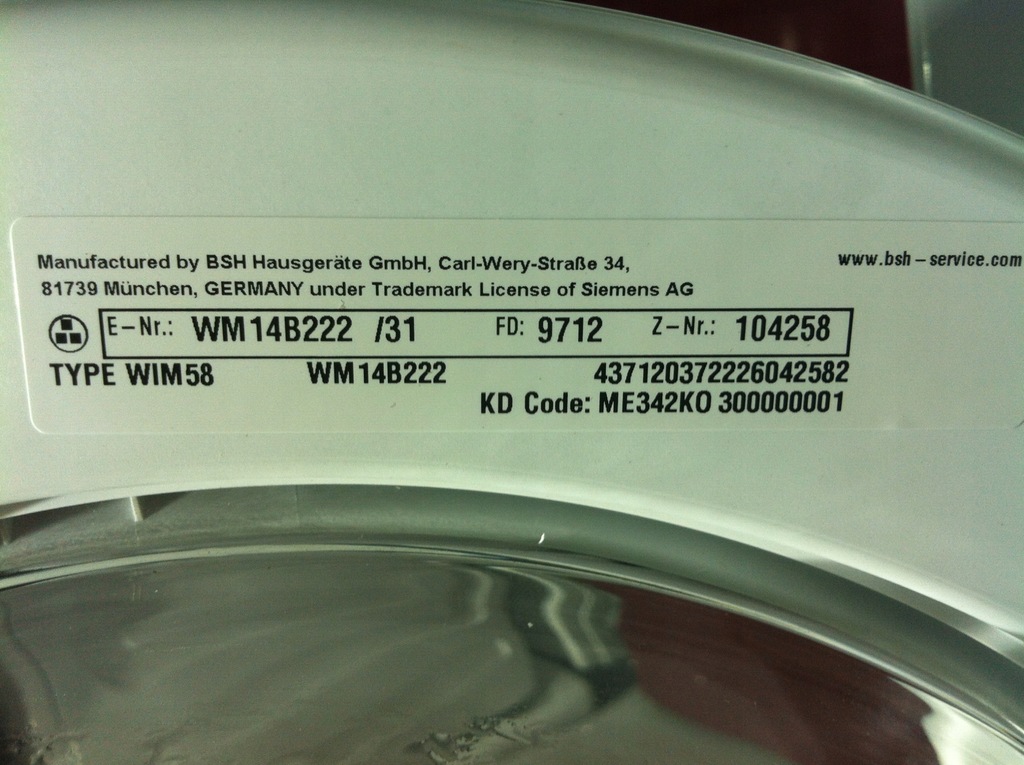 Manufactured by BSH Hausgeräte GmbH, Carl-Wery-Straße 34,
www.bsh-service.com
81739 München, GERMANY under Trademark License of Siemens AG
E-Nr.: WM14B222 /31 FD: 9712 Z-Nr.: 104258
TYPE WIM58 WM14B222 437120372226042582
KD Code: ME342KO 300000001